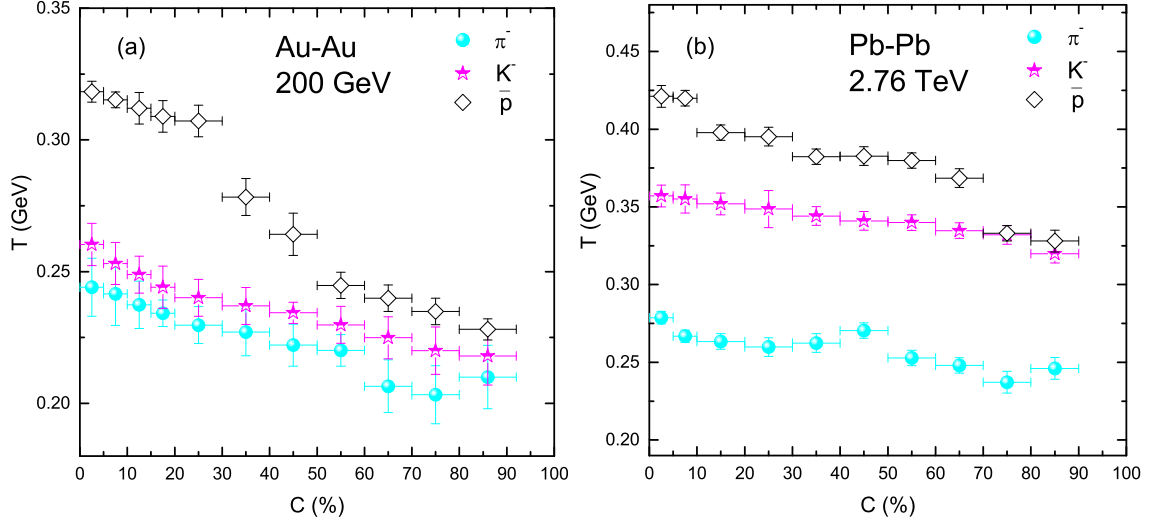 (a)
Au-Au
200 GeV
π⁻
K⁻
p̅
T (GeV)
0.35
0.30
0.25
0.20
0 10 20 30 40 50 60 70 80 90 100
C (%)
(b)
Pb-Pb
2.76 TeV
π⁻
K⁻
p̅
T (GeV)
0.45
0.40
0.35
0.30
0.25
0.20
0 10 20 30 40 50 60 70 80 90 100
C (%)